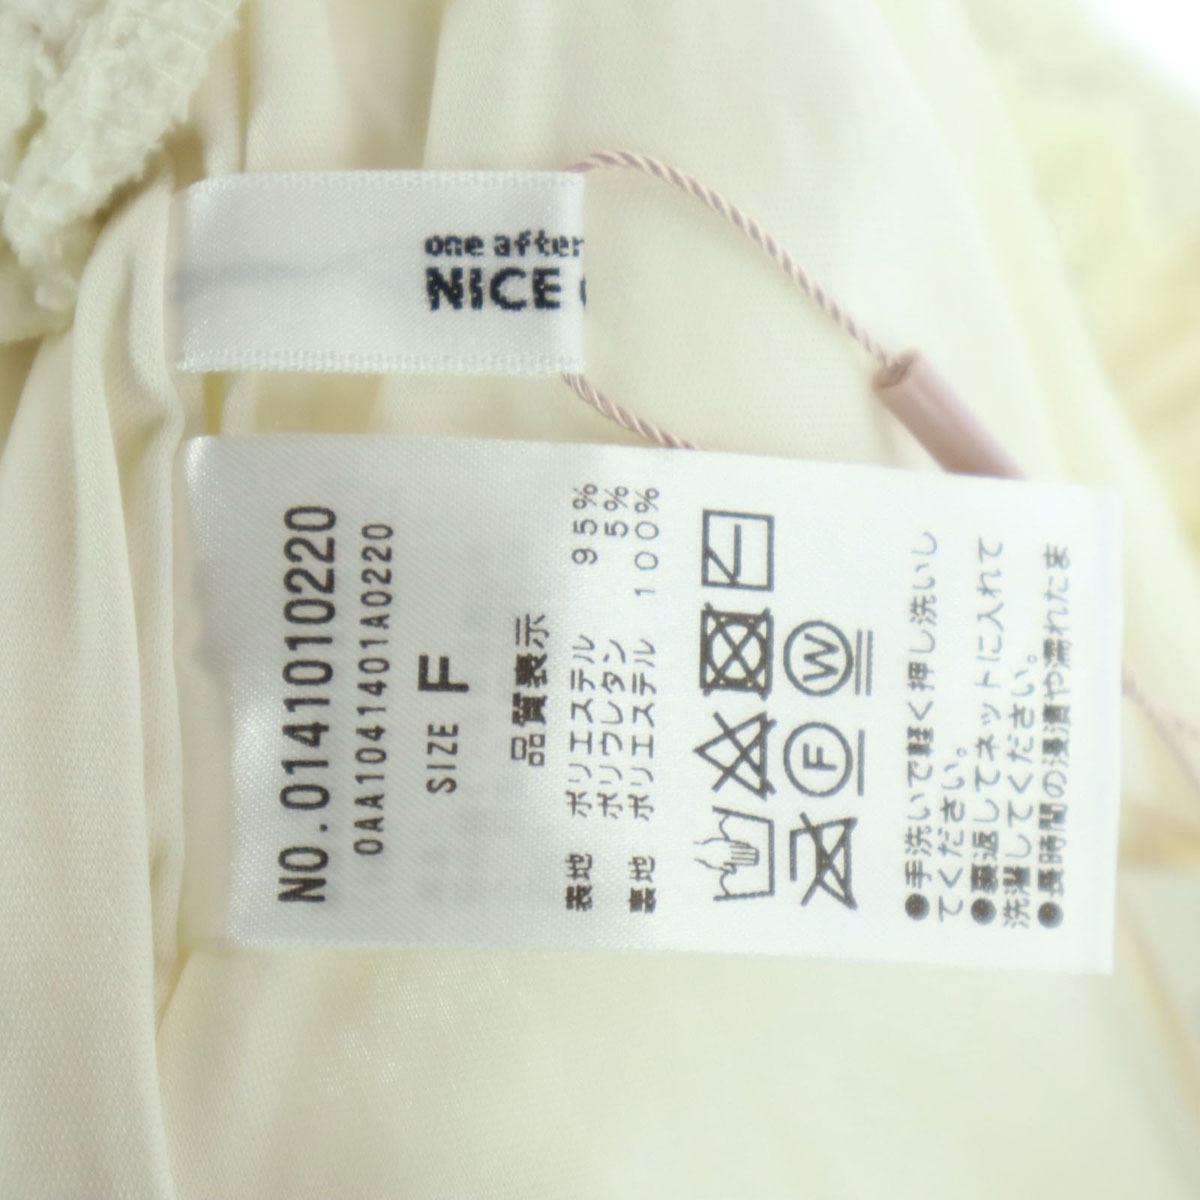 one after
NICE
NO.0141010220
0AA1041401A0220
SIZE F
品質表示
表地 ポリエステル 95%
ポリウレタン 5%
裏地 ポリエステル 100%
F W
●手洗いで軽く押し洗いし
てください。
●裏返してネットに入れて
洗濯してください。
●長時間の浸漬や濡れたま